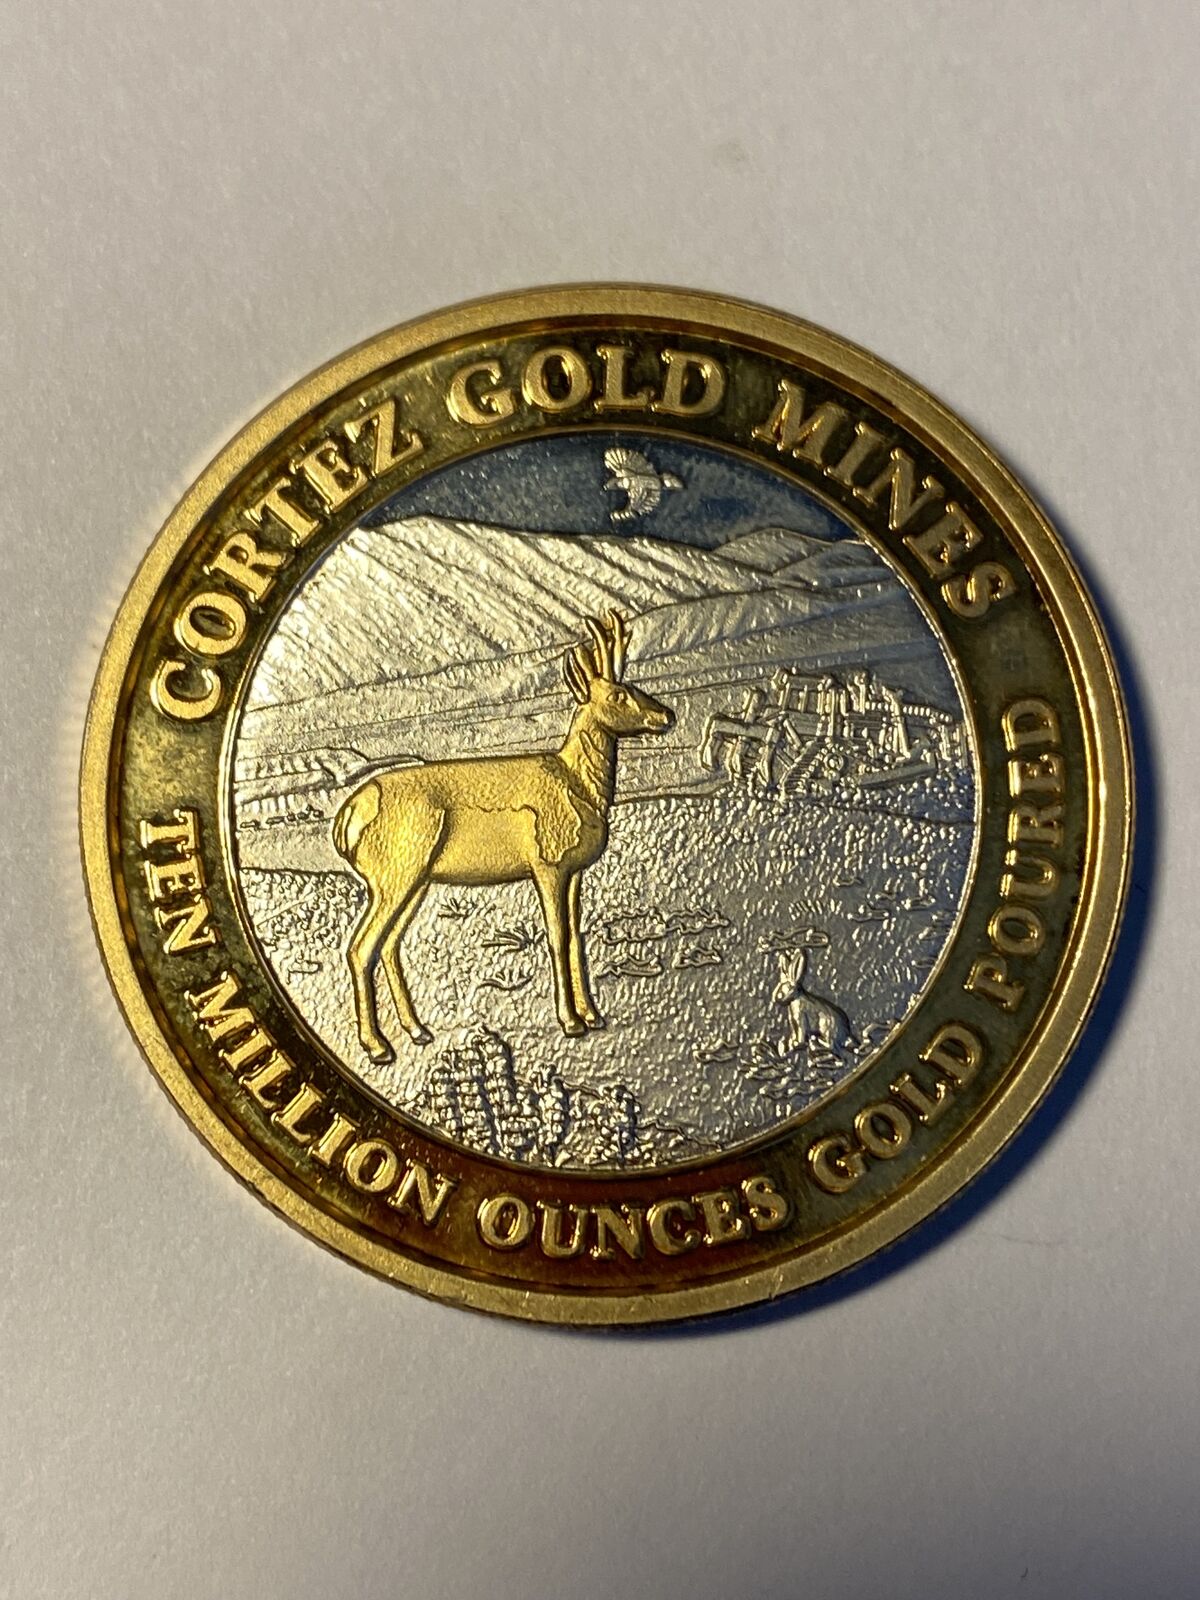 CORTEZ GOLD MINES
TEN MILLION OUNCES GOLD POURED